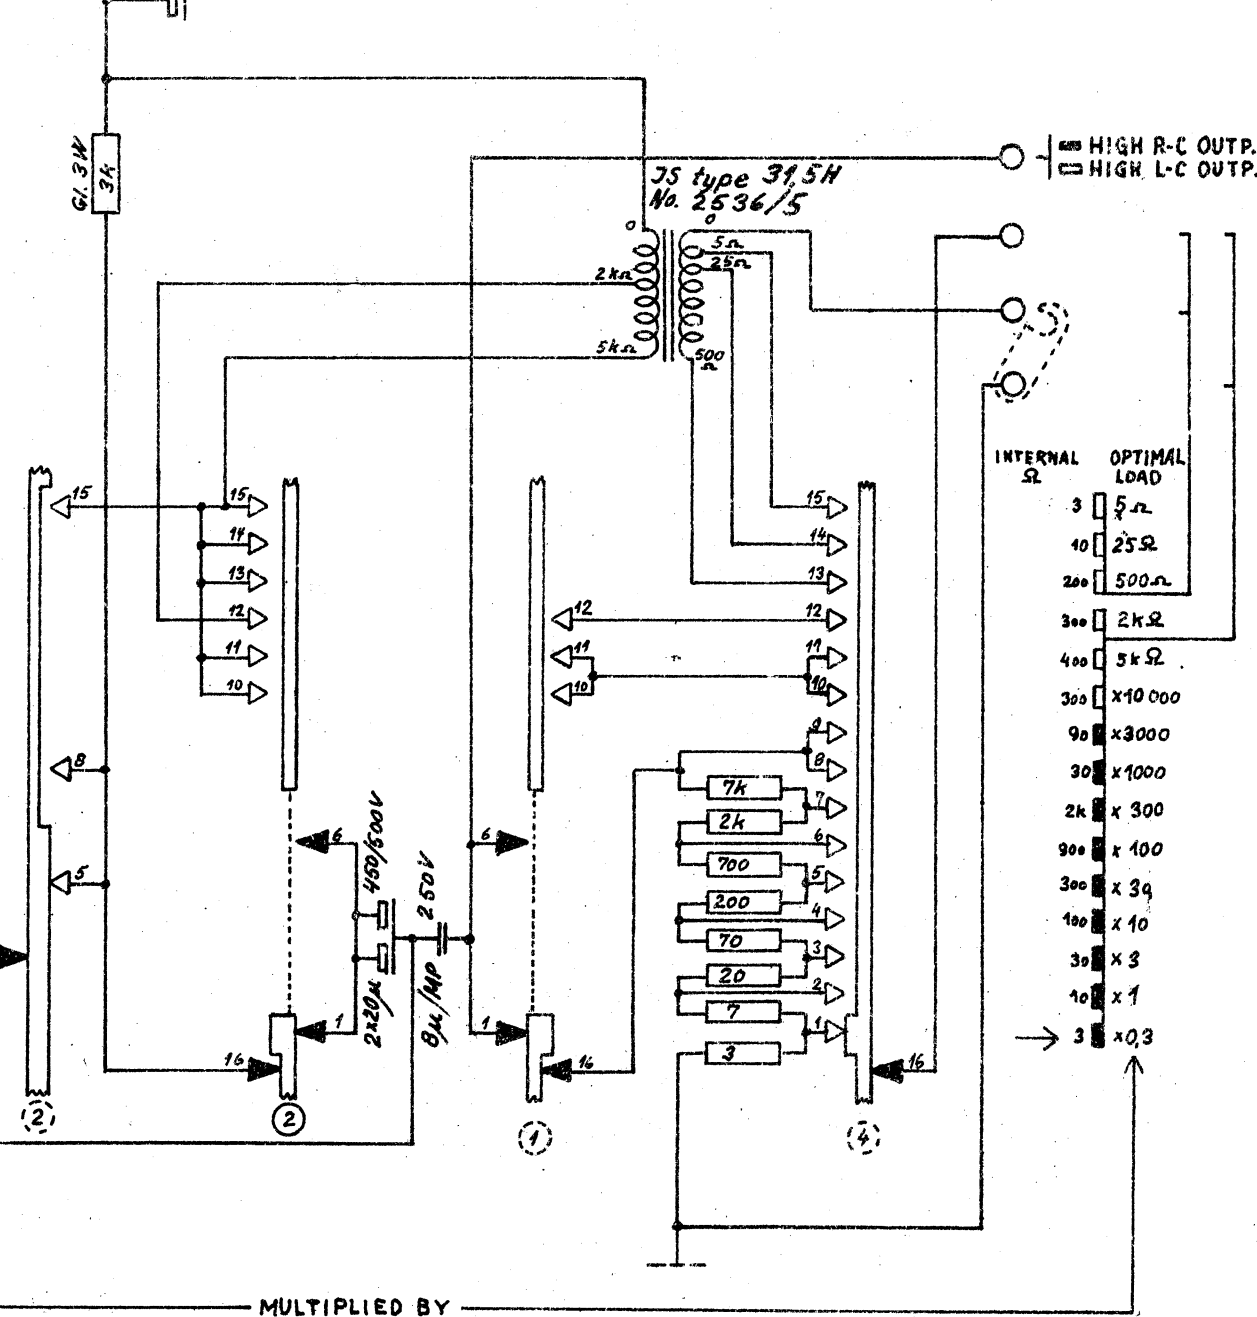 HIGH R-C OUTP.
HIGH L-C OUTP.
Gl. 3W
3k
JS type 31,5H
No. 2536/5
0
0
5Ω
25Ω
2kΩ
5kΩ
500
Ω
INTERNAL
Ω
OPTIMAL
LOAD
3 5Ω
10 25Ω
200 500Ω
300 2kΩ
400 5kΩ
300 x10 000
90 x3000
30 x1000
2k x 300
900 x 100
300 x 30
100 x 10
30 x 3
10 x 1
3 x0,3
15
8
5
15
14
13
12
11
10
6
1
16
450/500V
2x20µ
250V
8µ/MP
12
11
10
6
1
16
15
14
13
12
11
10
9
8
7
6
5
4
3
2
1
16
7k
2k
700
200
70
20
7
3
2
2
1
4
MULTIPLIED BY